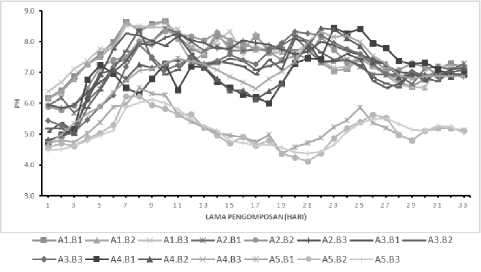 9.0
8.0
7.0
6.0
5.0
4.0
3.0
PH
1 3 5 7 9 11 13 15 17 19 21 23 25 27 29 31 33
LAMA PENGOMPOSAN (HARI)
A1.B1 A1.B2 A1.B3 A2.B1 A2.B2 A2.B3 A3.B1 A3.B2
A3.B3 A4.B1 A4.B2 A4.B3 A5.B1 A5.B2 A5.B3